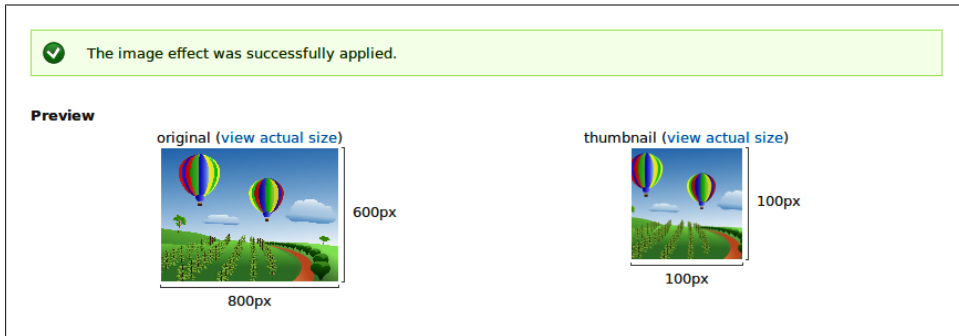 The image effect was successfully applied.
Preview
original (view actual size)
thumbnail (view actual size)
600px
100px
800px
100px